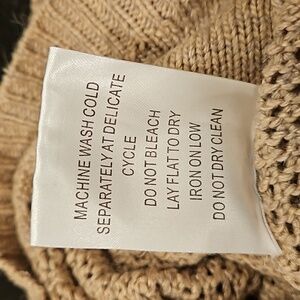 MACHINE WASH COLD
SEPARATELY AT DELICATE
CYCLE
DO NOT BLEACH
LAY FLAT TO DRY
IRON ON LOW
DO NOT DRY CLEAN